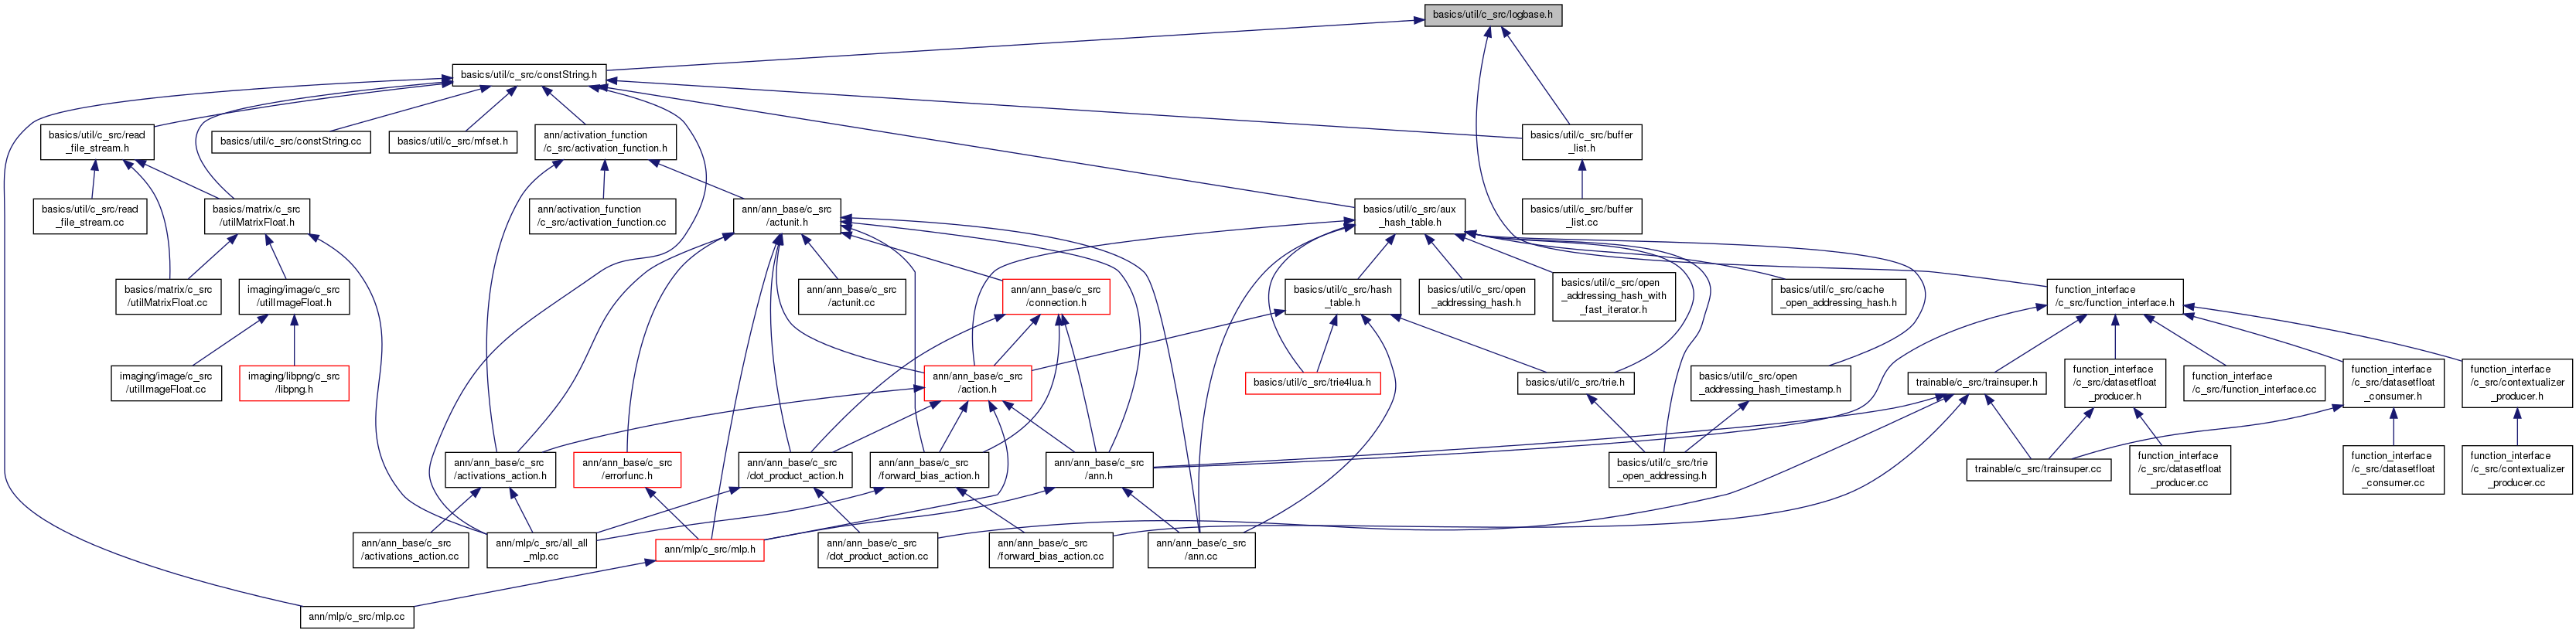 basics/util/c_src/logbase.h
basics/util/c_src/constString.h
basics/util/c_src/read
_file_stream.h
basics/util/c_src/constString.cc
basics/util/c_src/mfset.h
ann/activation_function
/c_src/activation_function.h
basics/util/c_src/buffer
_list.h
basics/util/c_src/read
_file_stream.cc
basics/matrix/c_src
/utilMatrixFloat.h
ann/activation_function
/c_src/activation_function.cc
ann/ann_base/c_src
/actunit.h
basics/util/c_src/aux
_hash_table.h
basics/util/c_src/buffer
_list.cc
basics/matrix/c_src
/utilMatrixFloat.cc
imaging/image/c_src
/utilImageFloat.h
ann/ann_base/c_src
/actunit.cc
ann/ann_base/c_src
/connection.h
basics/util/c_src/hash
_table.h
basics/util/c_src/open
_addressing_hash.h
basics/util/c_src/open
_addressing_hash_with
_fast_iterator.h
basics/util/c_src/cache
_open_addressing_hash.h
function_interface
/c_src/function_interface.h
imaging/image/c_src
/utilImageFloat.cc
imaging/libpng/c_src
/libpng.h
ann/ann_base/c_src
/action.h
basics/util/c_src/trie4lua.h
basics/util/c_src/trie.h
basics/util/c_src/open
_addressing_hash_timestamp.h
trainable/c_src/trainsuper.h
function_interface
/c_src/datasetfloat
_producer.h
function_interface
/c_src/function_interface.cc
function_interface
/c_src/datasetfloat
_consumer.h
function_interface
/c_src/contextualizer
_producer.h
ann/ann_base/c_src
/activations_action.h
ann/ann_base/c_src
/errorfunc.h
ann/ann_base/c_src
/dot_product_action.h
ann/ann_base/c_src
/forward_bias_action.h
ann/ann_base/c_src
/ann.h
basics/util/c_src/trie
_open_addressing.h
trainable/c_src/trainsuper.cc
function_interface
/c_src/datasetfloat
_producer.cc
function_interface
/c_src/datasetfloat
_consumer.cc
function_interface
/c_src/contextualizer
_producer.cc
ann/ann_base/c_src
/activations_action.cc
ann/mlp/c_src/all_all
_mlp.cc
ann/mlp/c_src/mlp.h
ann/ann_base/c_src
/dot_product_action.cc
ann/ann_base/c_src
/forward_bias_action.cc
ann/ann_base/c_src
/ann.cc
ann/mlp/c_src/mlp.cc